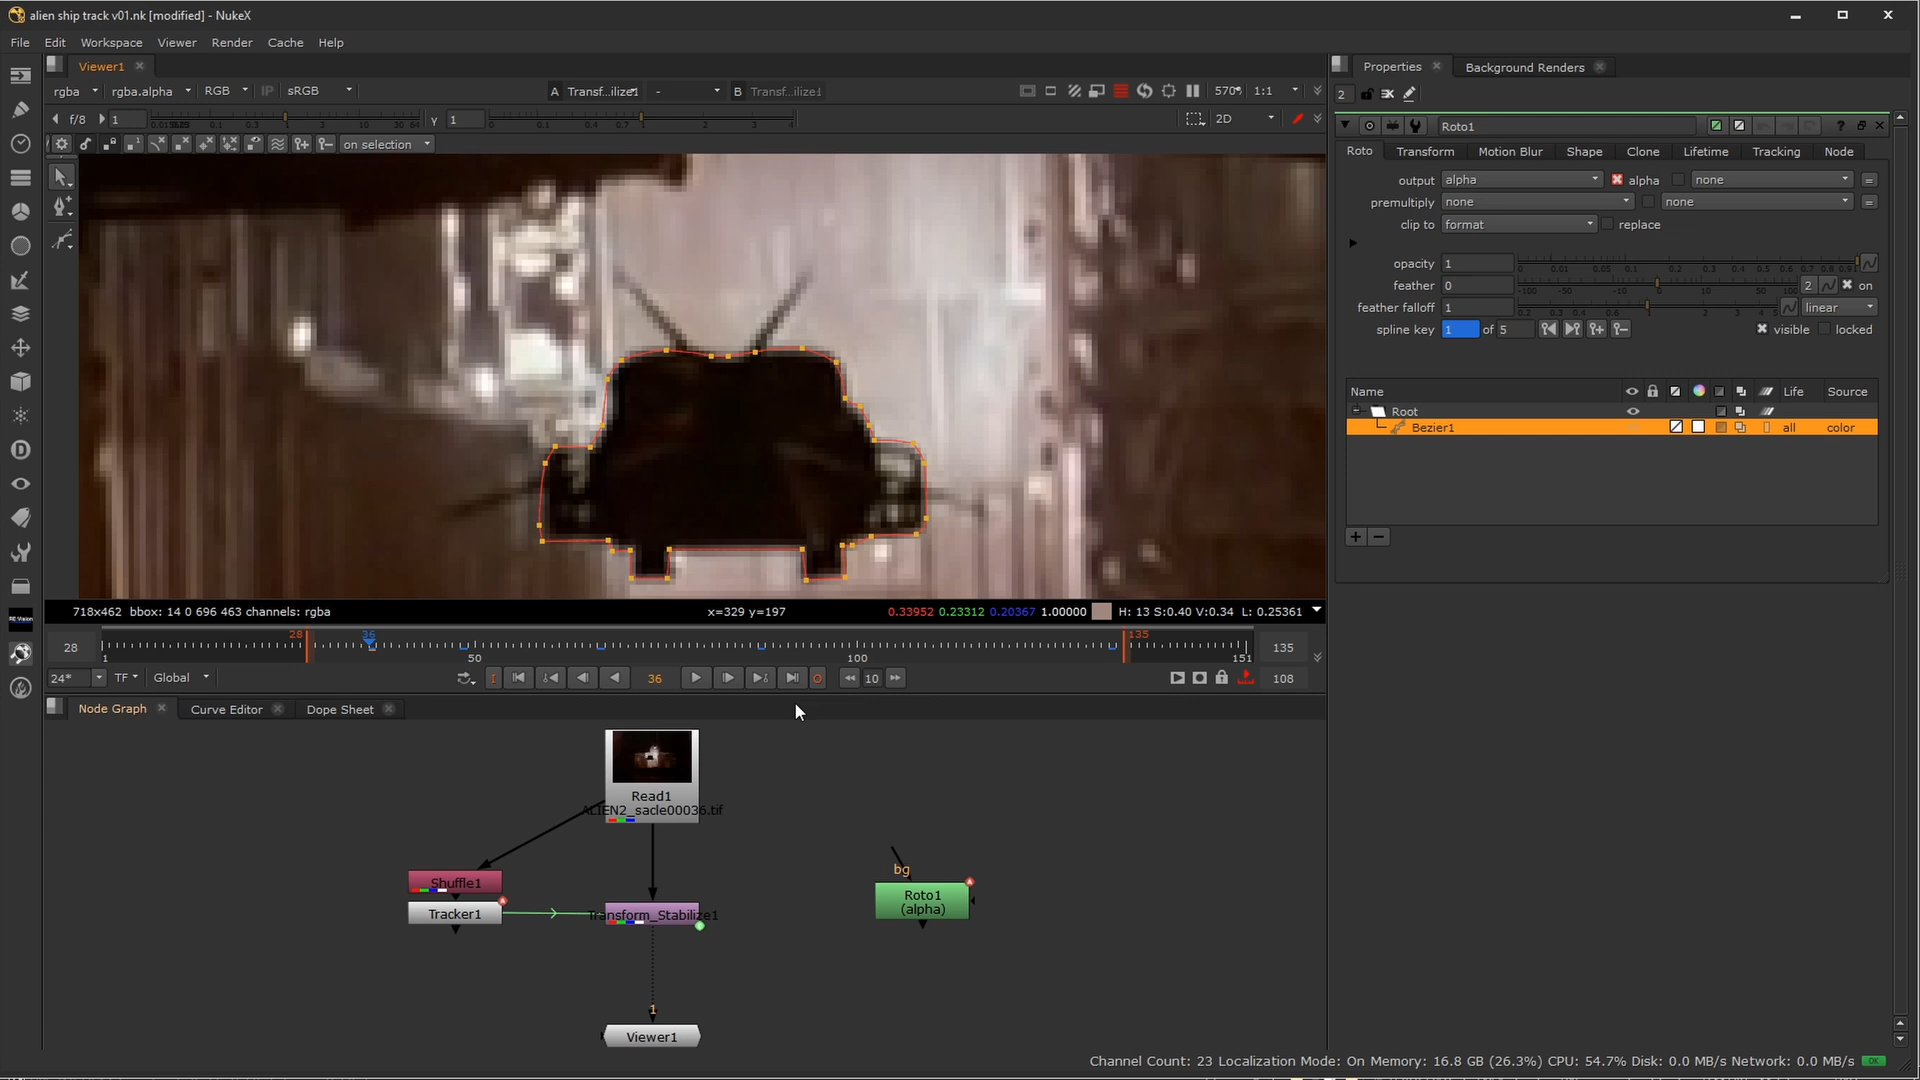 alien ship track v01.nk [modified] - NukeX
File Edit Workspace Viewer Render Cache Help
Viewer1
rgba rgba.alpha RGB IP sRGB A Transf...ilize1 - B Transf...ilize1 570% 1:1
f/8 1 γ 1 2D
on selection
718x462 bbox: 14 0 696 463 channels: rgba x=329 y=197 0.33952 0.23312 0.20367 1.00000 H: 13 S:0.40 V:0.34 L: 0.25361
28 28 36 135 135
1 50 100 151
24* TF Global 36 10 108
Node Graph Curve Editor Dope Sheet
Read1
ALIEN2_sacle00036.tif
Shuffle1
Tracker1
Transform_Stabilize1
bg
Roto1
(alpha)
1
Viewer1
Properties Background Renders
2
Roto1
Roto Transform Motion Blur Shape Clone Lifetime Tracking Node
output alpha alpha none =
premultiply none none =
clip to format replace
opacity 1
feather 0 2 on
feather falloff 1 linear
spline key 1 of 5 visible locked
Name Life Source
Root
Bezier1 all color
Channel Count: 23 Localization Mode: On Memory: 16.8 GB (26.3%) CPU: 54.7% Disk: 0.0 MB/s Network: 0.0 MB/s